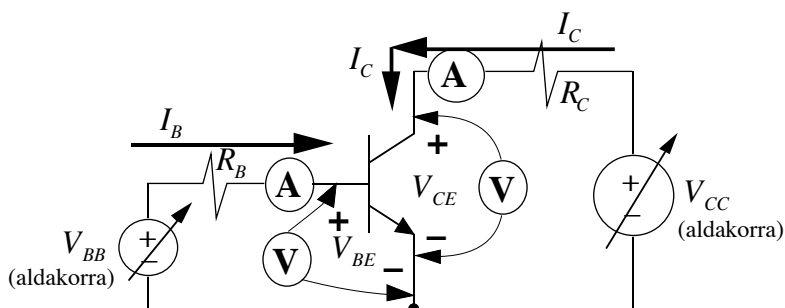 I_C
I_C
A
R_C
I_B
R_B
A
+
V_CE
V
+
−
V_CC
(aldakorra)
V_BB
(aldakorra)
+
−
V
+
V_BE
−
−